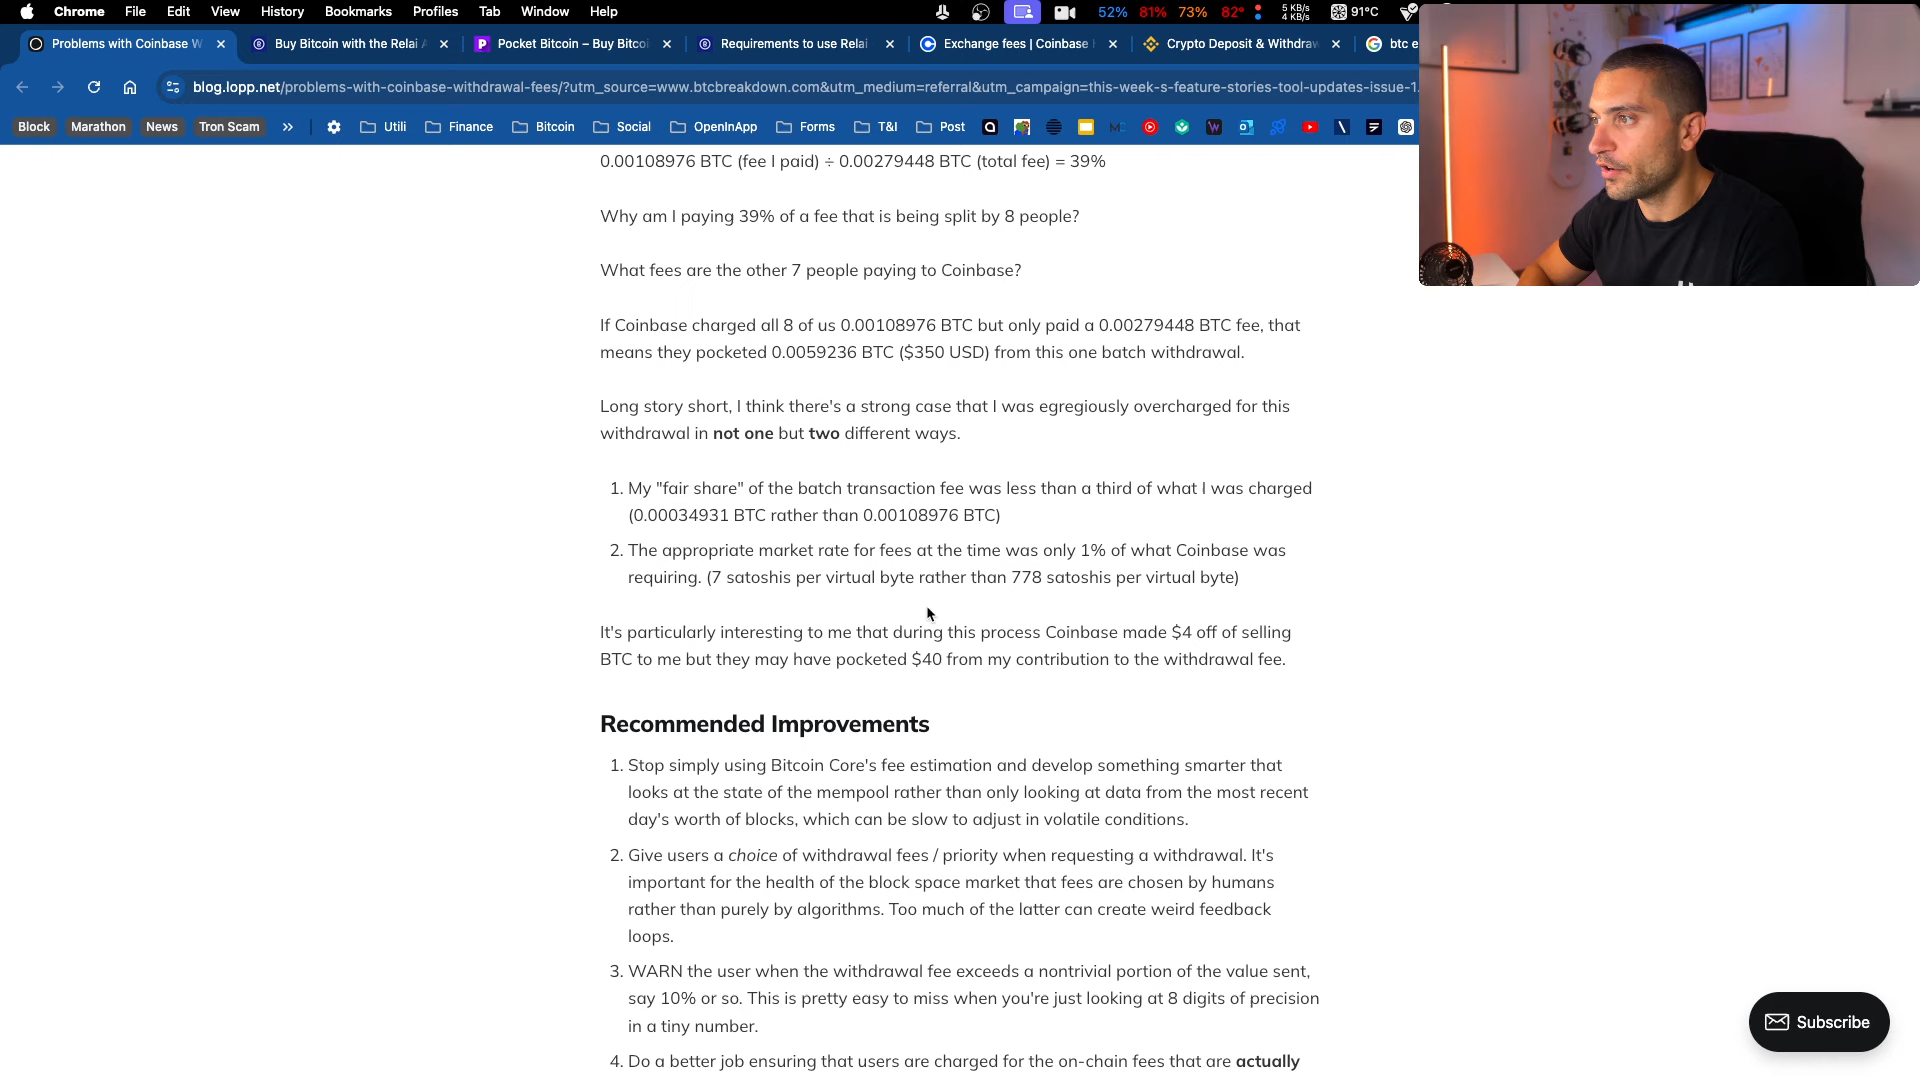 Chrome File Edit View History Bookmarks Profiles Tab Window Help 52% 81% 73% 82° 5 KB/s 4 KB/s 91°C
Problems with Coinbase W Buy Bitcoin with the Relai A Pocket Bitcoin – Buy Bitcoi Requirements to use Relai Exchange fees | Coinbase Crypto Deposit & Withdraw btc e
blog.lopp.net/problems-with-coinbase-withdrawal-fees/?utm_source=www.btcbreakdown.com&utm_medium=referral&utm_campaign=this-week-s-feature-stories-tool-updates-issue-1
Block Marathon News Tron Scam » Utili Finance Bitcoin Social OpenInApp Forms T&I Post
0.00108976 BTC (fee I paid) ÷ 0.00279448 BTC (total fee) = 39%
Why am I paying 39% of a fee that is being split by 8 people?
What fees are the other 7 people paying to Coinbase?
If Coinbase charged all 8 of us 0.00108976 BTC but only paid a 0.00279448 BTC fee, that
means they pocketed 0.0059236 BTC ($350 USD) from this one batch withdrawal.
Long story short, I think there's a strong case that I was egregiously overcharged for this
withdrawal in not one but two different ways.
1. My "fair share" of the batch transaction fee was less than a third of what I was charged
(0.00034931 BTC rather than 0.00108976 BTC)
2. The appropriate market rate for fees at the time was only 1% of what Coinbase was
requiring. (7 satoshis per virtual byte rather than 778 satoshis per virtual byte)
It's particularly interesting to me that during this process Coinbase made $4 off of selling
BTC to me but they may have pocketed $40 from my contribution to the withdrawal fee.
Recommended Improvements
1. Stop simply using Bitcoin Core's fee estimation and develop something smarter that
looks at the state of the mempool rather than only looking at data from the most recent
day's worth of blocks, which can be slow to adjust in volatile conditions.
2. Give users a choice of withdrawal fees / priority when requesting a withdrawal. It's
important for the health of the block space market that fees are chosen by humans
rather than purely by algorithms. Too much of the latter can create weird feedback
loops.
3. WARN the user when the withdrawal fee exceeds a nontrivial portion of the value sent,
say 10% or so. This is pretty easy to miss when you're just looking at 8 digits of precision
in a tiny number.
4. Do a better job ensuring that users are charged for the on-chain fees that are actually
Subscribe